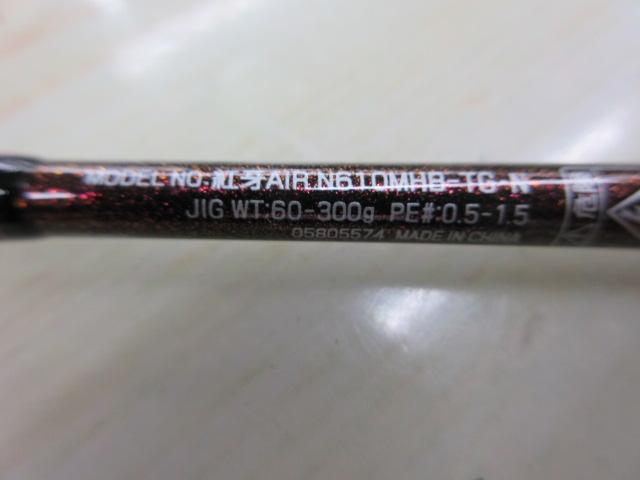 MODEL NO.紅牙AIR N610MHB-TG・N
JIG WT:60-300g PE#:0.5-1.5
05805574 MADE IN CHINA